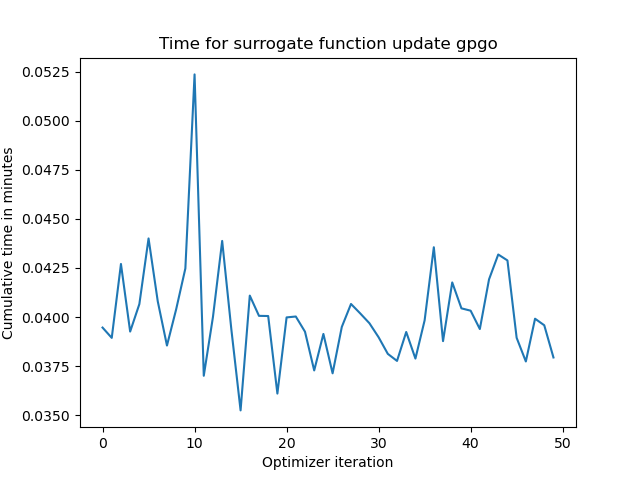 Time for surrogate function update gpgo
Cumulative time in minutes
0.0525
0.0500
0.0475
0.0450
0.0425
0.0400
0.0375
0.0350
0 10 20 30 40 50
Optimizer iteration